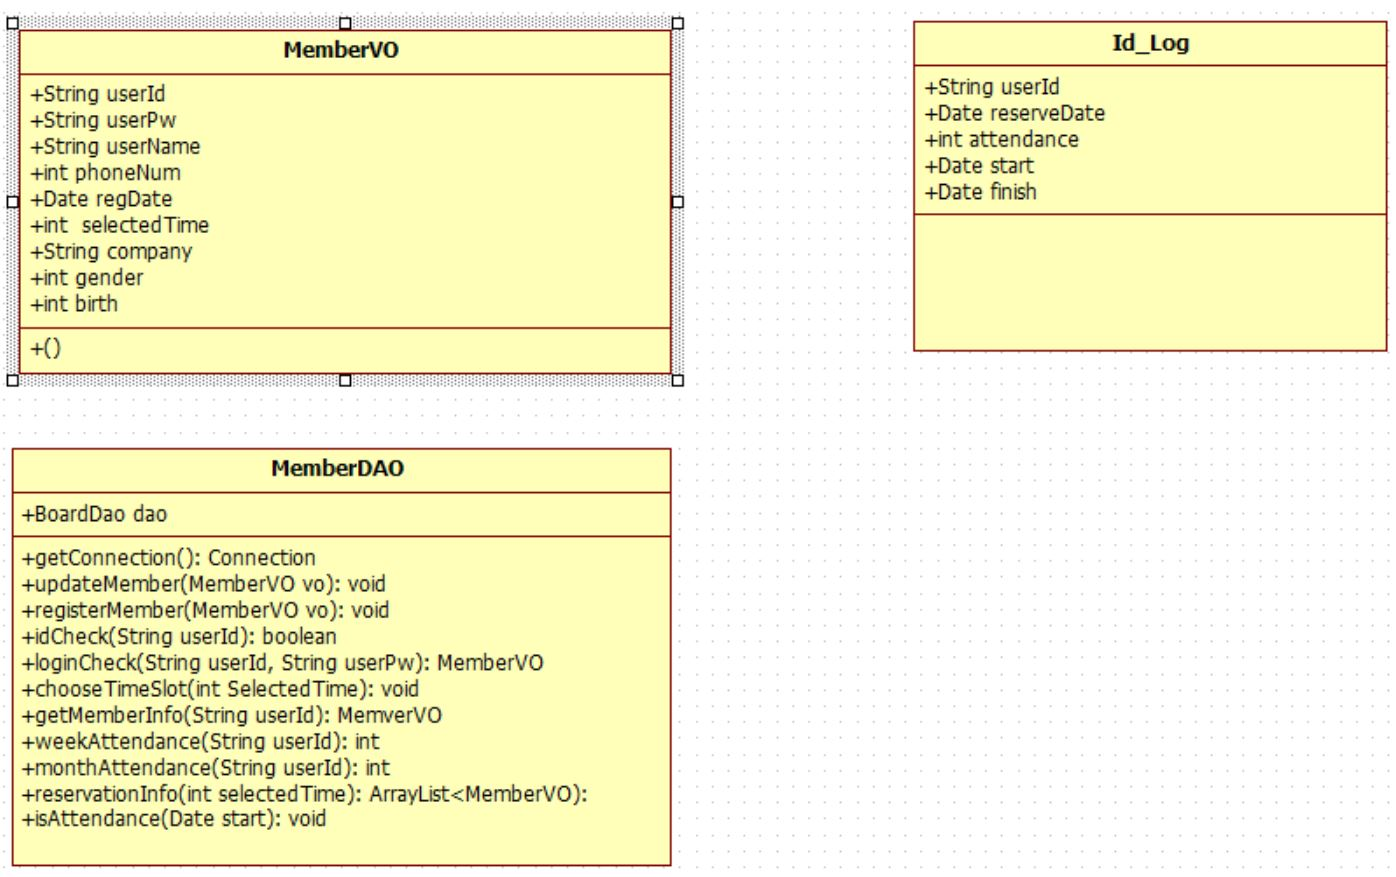 MemberVO
+String userId
+String userPw
+String userName
+int phoneNum
+Date regDate
+int  selectedTime
+String company
+int gender
+int birth
+()
Id_Log
+String userId
+Date reserveDate
+int attendance
+Date start
+Date finish
MemberDAO
+BoardDao dao
+getConnection(): Connection
+updateMember(MemberVO vo): void
+registerMember(MemberVO vo): void
+idCheck(String userId): boolean
+loginCheck(String userId, String userPw): MemberVO
+chooseTimeSlot(int SelectedTime): void
+getMemberInfo(String userId): MemverVO
+weekAttendance(String userId): int
+monthAttendance(String userId): int
+reservationInfo(int selectedTime): ArrayList<MemberVO):
+isAttendance(Date start): void